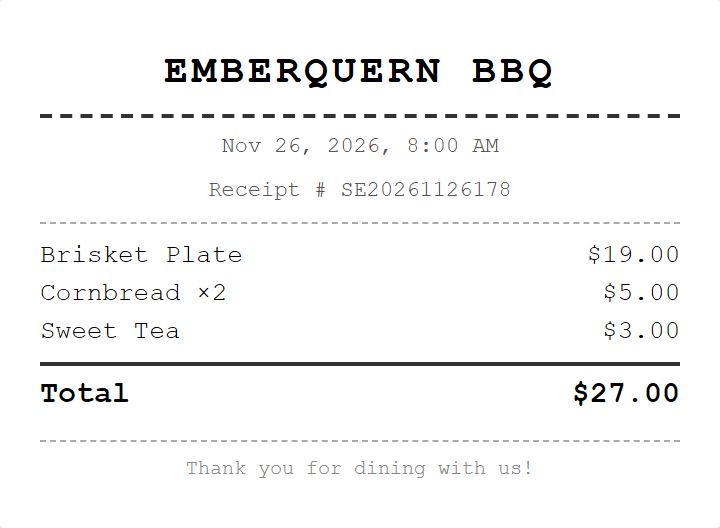 EMBERQUERN BBQ
Nov 26, 2026, 8:00 AM
Receipt # SE20261126178
Brisket Plate $19.00
Cornbread ×2 $5.00
Sweet Tea $3.00
Total $27.00
Thank you for dining with us!